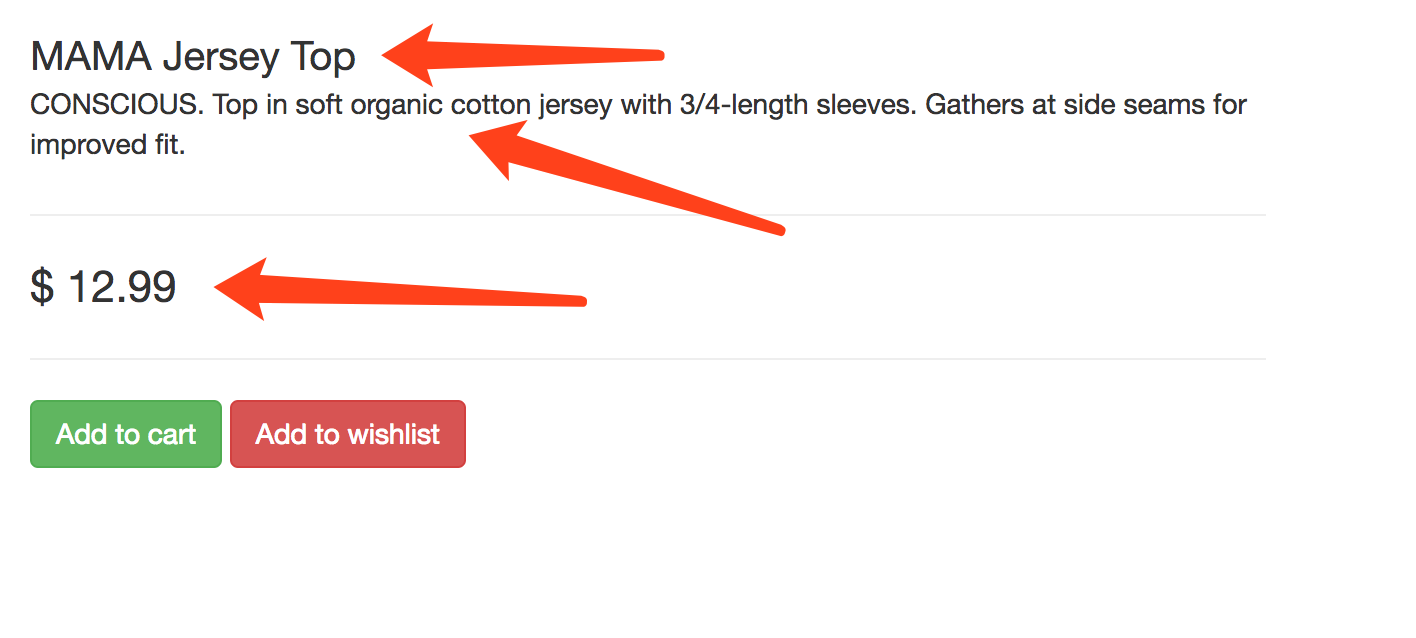 MAMA Jersey Top
CONSCIOUS. Top in soft organic cotton jersey with 3/4-length sleeves. Gathers at side seams for
improved fit.
$ 12.99
Add to cart Add to wishlist